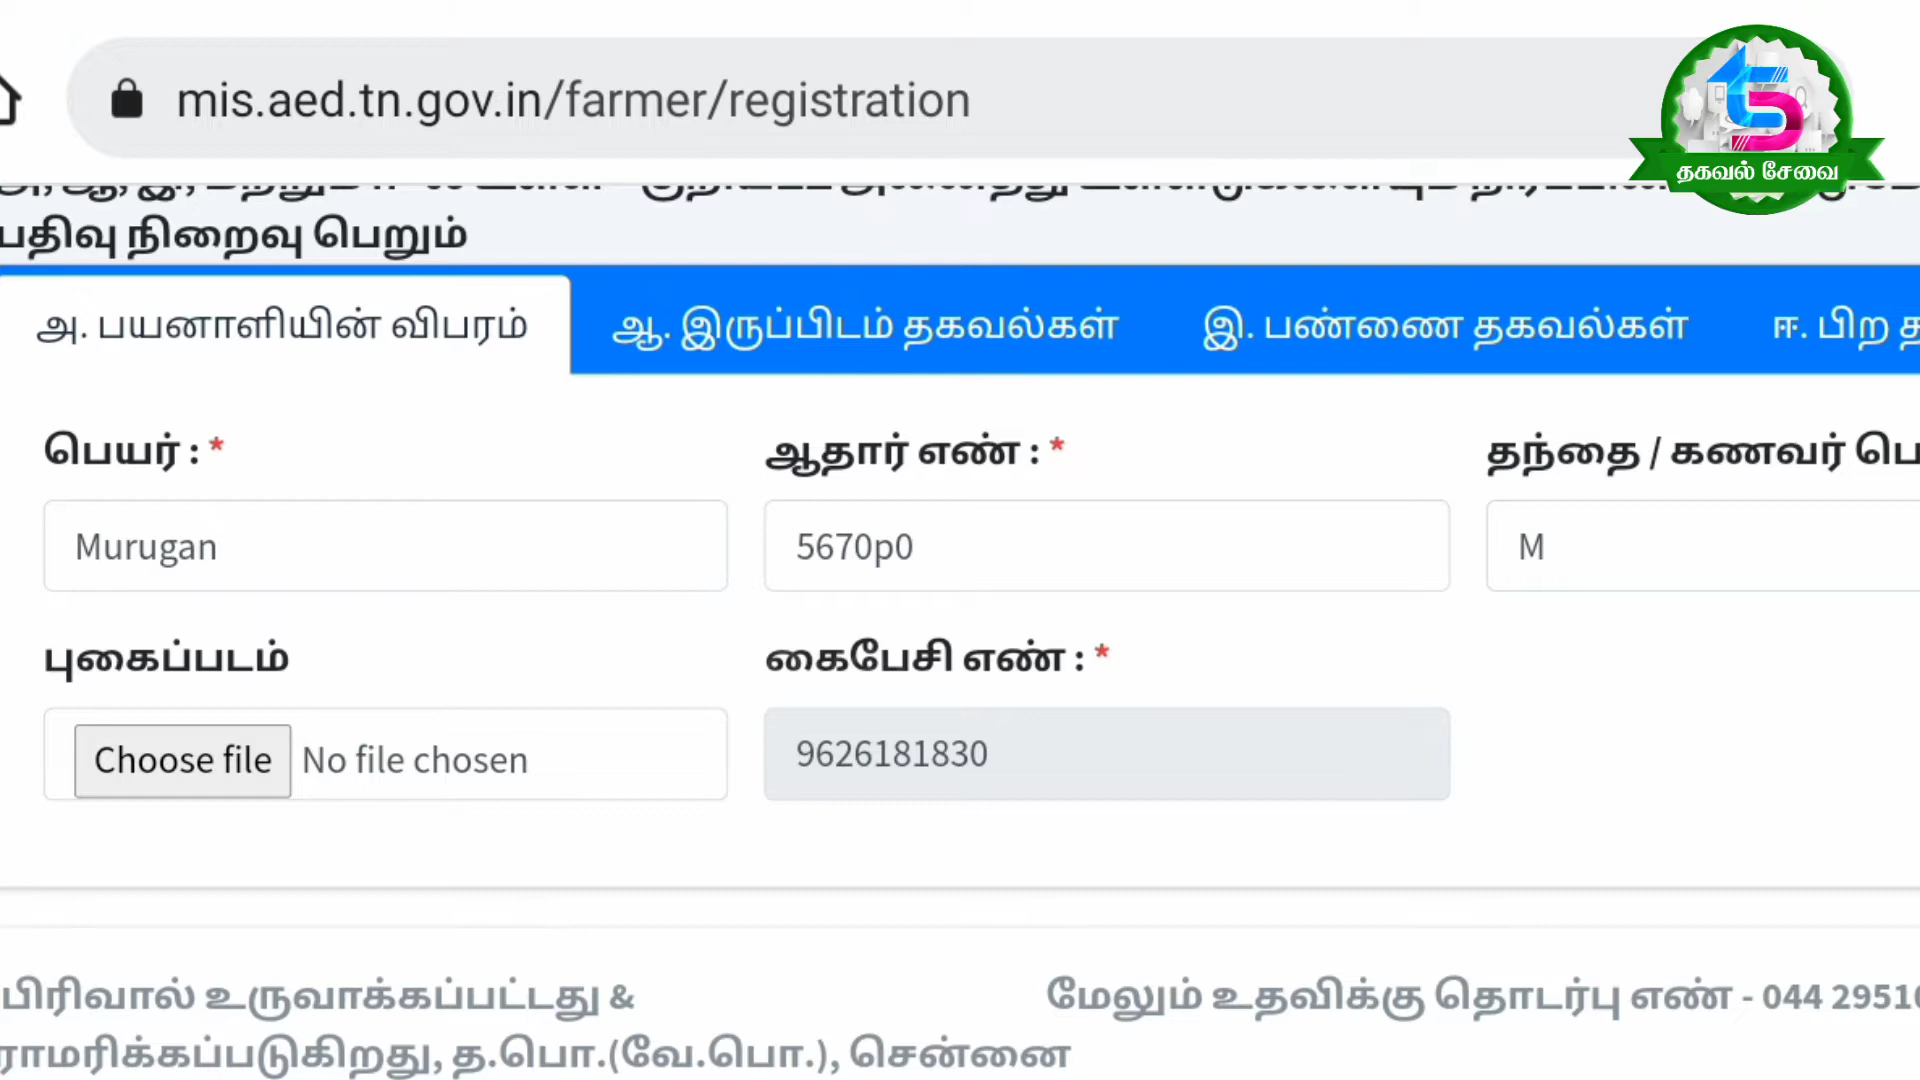 mis.aed.tn.gov.in/farmer/registration
தகவல் சேவை
பதிவு நிறைவு பெறும்
அ. பயனாளியின் விபரம்
ஆ. இருப்பிடம் தகவல்கள்
இ. பண்ணை தகவல்கள்
ஈ. பிற
பெயர் : *
ஆதார் எண் : *
தந்தை / கணவர்
Murugan
5670p0
M
புகைப்படம்
கைபேசி எண் : *
Choose file No file chosen
9626181830
பிரிவால் உருவாக்கப்பட்டது &
மேலும் உதவிக்கு தொடர்பு எண் - 044 29510
ராமரிக்கப்படுகிறது, த.பொ.(வே.பொ.), சென்னை